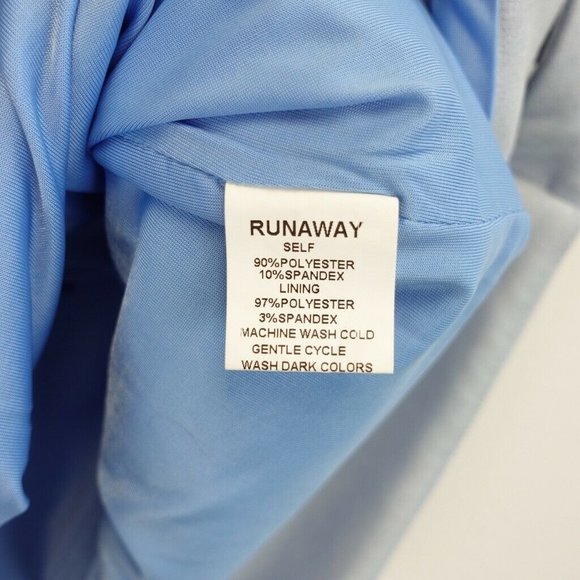 RUNAWAY
SELF
90%POLYESTER
10%SPANDEX
LINING
97%POLYESTER
3%SPANDEX
MACHINE WASH COLD
GENTLE CYCLE
WASH DARK COLORS